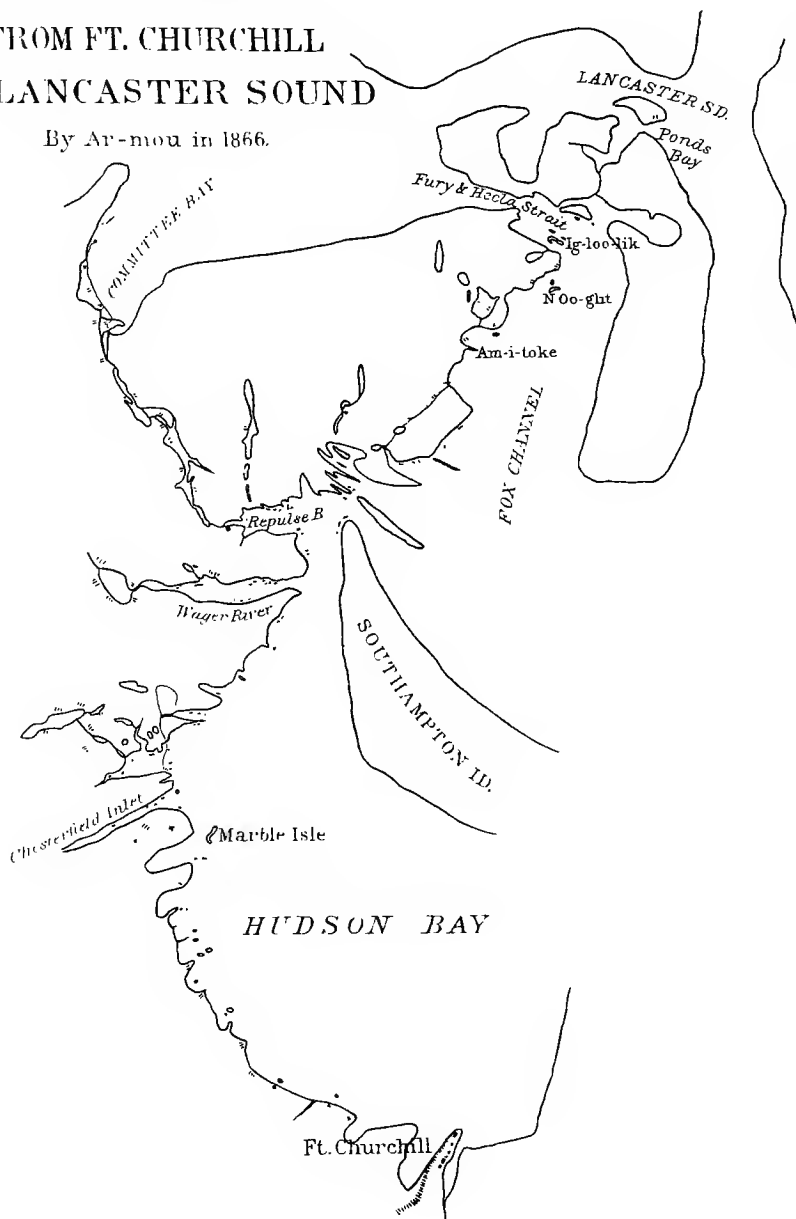 FROM FT. CHURCHILL
LANCASTER SOUND
By Ar-mou in 1866.
LANCASTER SD.
Ponds
Bay
COMMITTEE BAY
Fury & Hecla Strait
Ig-loo-lik
N Oo-ght
Am-i-toke
FOX CHANNEL
Repulse B
Wager River
SOUTHAMPTON ID.
Chesterfield Inlet
Marble Isle
HUDSON BAY
Ft. Churchill